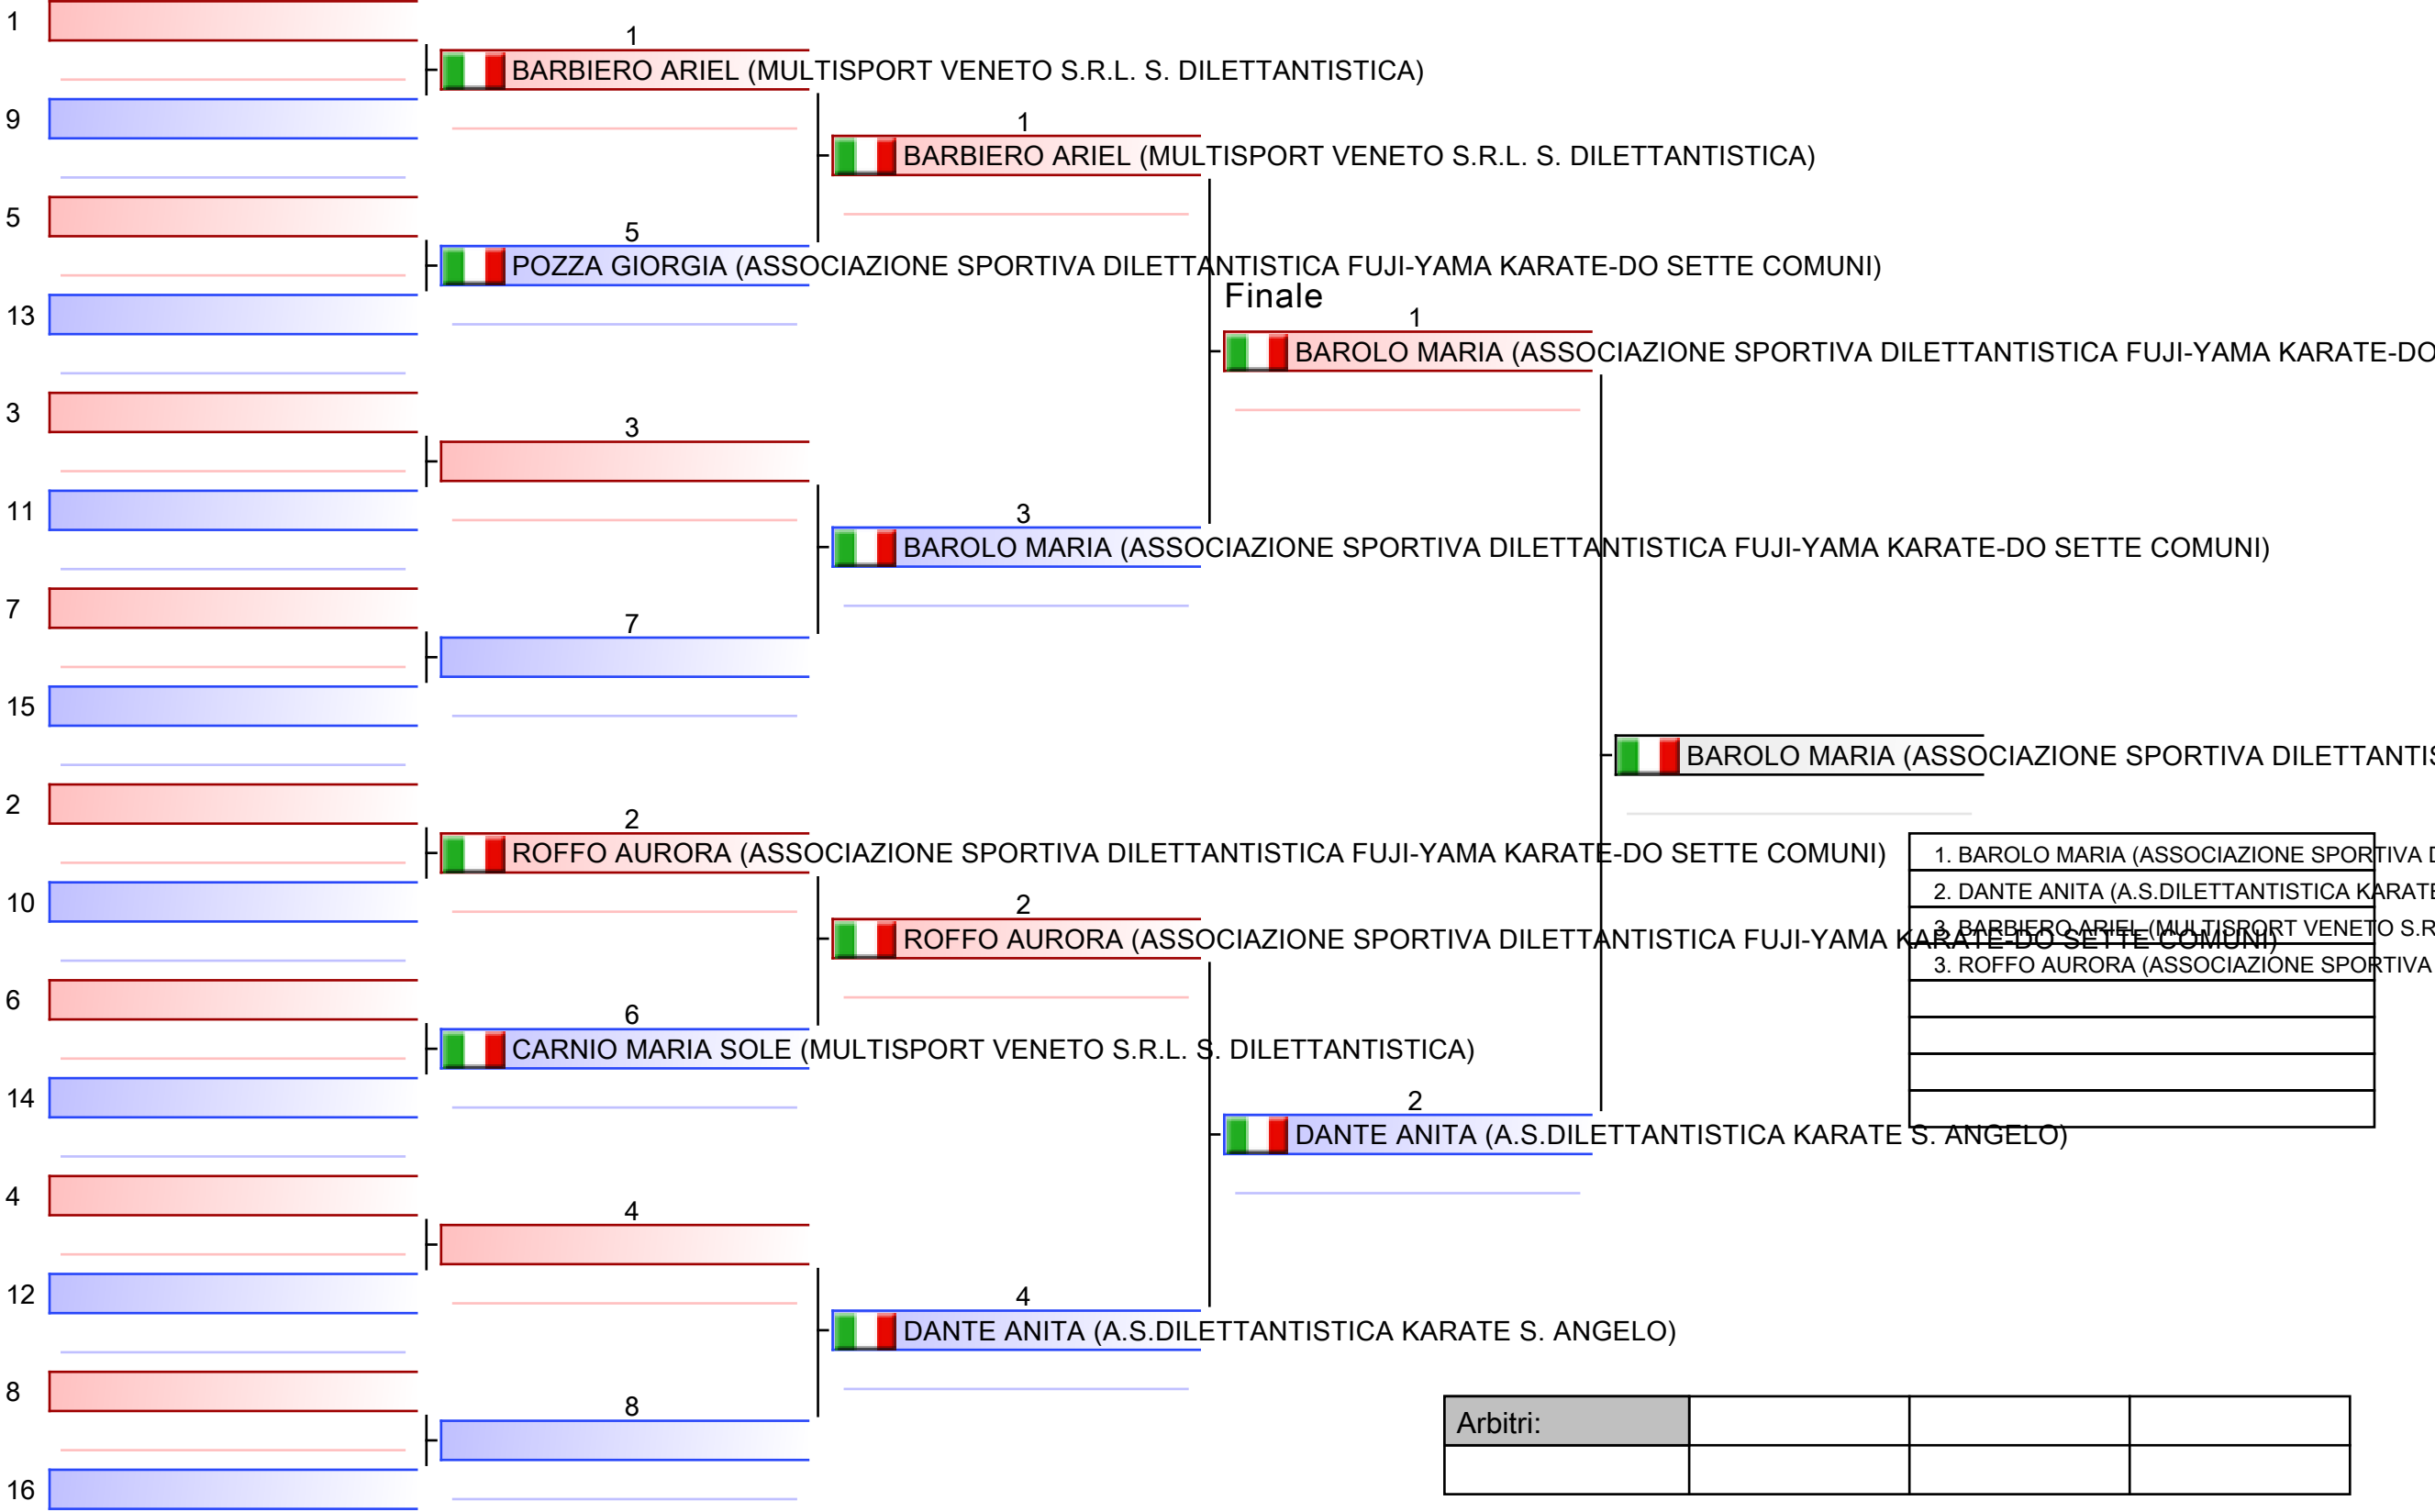 1
9
5
13
3
11
7
15
2
10
6
14
4
12
8
16
1
BARBIERO ARIEL (MULTISPORT VENETO S.R.L. S. DILETTANTISTICA)
5
POZZA GIORGIA (ASSOCIAZIONE SPORTIVA DILETTANTISTICA FUJI-YAMA KARATE-DO SETTE COMUNI)
3
7
2
ROFFO AURORA (ASSOCIAZIONE SPORTIVA DILETTANTISTICA FUJI-YAMA KARATE-DO SETTE COMUNI)
6
CARNIO MARIA SOLE (MULTISPORT VENETO S.R.L. S. DILETTANTISTICA)
4
8
1
BARBIERO ARIEL (MULTISPORT VENETO S.R.L. S. DILETTANTISTICA)
3
BAROLO MARIA (ASSOCIAZIONE SPORTIVA DILETTANTISTICA FUJI-YAMA KARATE-DO SETTE COMUNI)
2
ROFFO AURORA (ASSOCIAZIONE SPORTIVA DILETTANTISTICA FUJI-YAMA KARATE-DO SETTE COMUNI)
4
DANTE ANITA (A.S.DILETTANTISTICA KARATE S. ANGELO)
Finale
1
BAROLO MARIA (ASSOCIAZIONE SPORTIVA DILETTANTISTICA FUJI-YAMA KARATE-DO
2
DANTE ANITA (A.S.DILETTANTISTICA KARATE S. ANGELO)
BAROLO MARIA (ASSOCIAZIONE SPORTIVA
1. BAROLO MARIA (ASSOCIAZIONE SPORTIVA
2. DANTE ANITA (A.S.DILETTANTISTICA KARATE
3. BARBIERO ARIEL (MULTISPORT VENETO
3. ROFFO AURORA (ASSOCIAZIONE SPORTIVA
Arbitri: